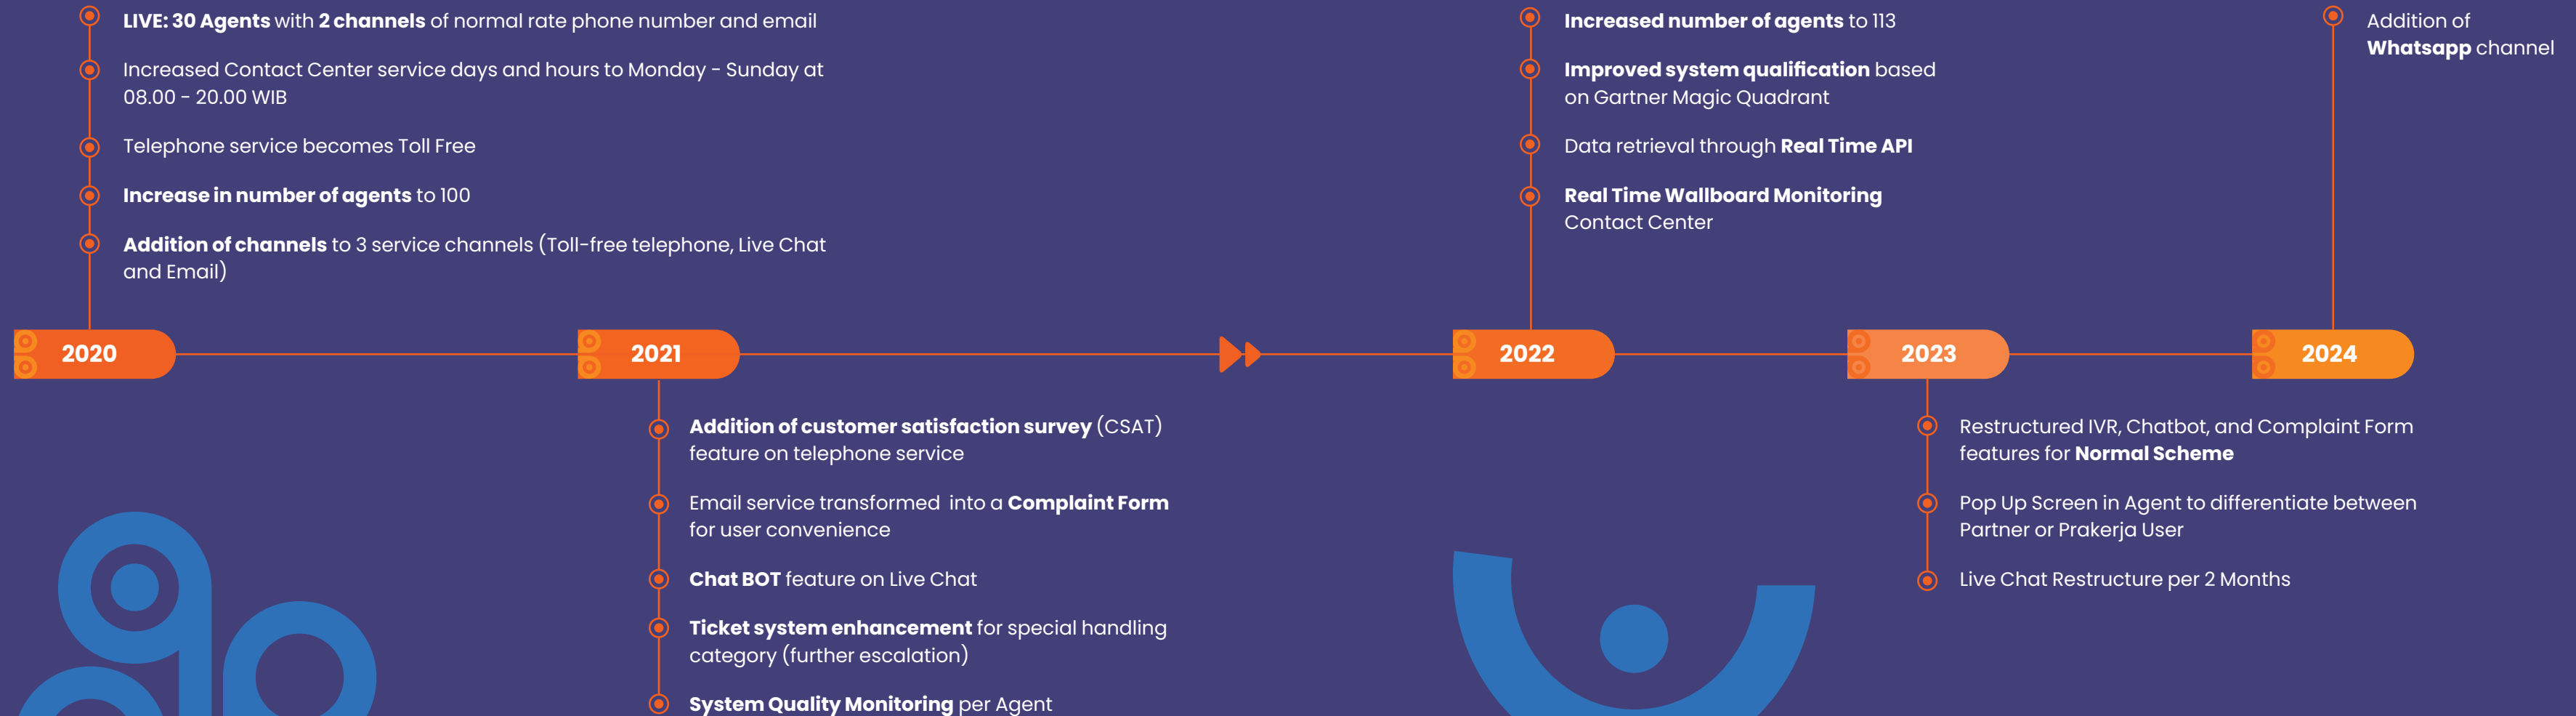 LIVE: 30 Agents with 2 channels of normal rate phone number and email
Increased Contact Center service days and hours to Monday - Sunday at
08.00 - 20.00 WIB
Telephone service becomes Toll Free
Increase in number of agents to 100
Addition of channels to 3 service channels (Toll-free telephone, Live Chat
and Email)
2020
2021
Addition of customer satisfaction survey (CSAT)
feature on telephone service
Email service transformed into a Complaint Form
for user convenience
Chat BOT feature on Live Chat
Ticket system enhancement for special handling
category (further escalation)
System Quality Monitoring per Agent
Increased number of agents to 113
Improved system qualification based
on Gartner Magic Quadrant
Data retrieval through Real Time API
Real Time Wallboard Monitoring
Contact Center
2022
2023
Restructured IVR, Chatbot, and Complaint Form
features for Normal Scheme
Pop Up Screen in Agent to differentiate between
Partner or Prakerja User
Live Chat Restructure per 2 Months
Addition of
Whatsapp channel
2024